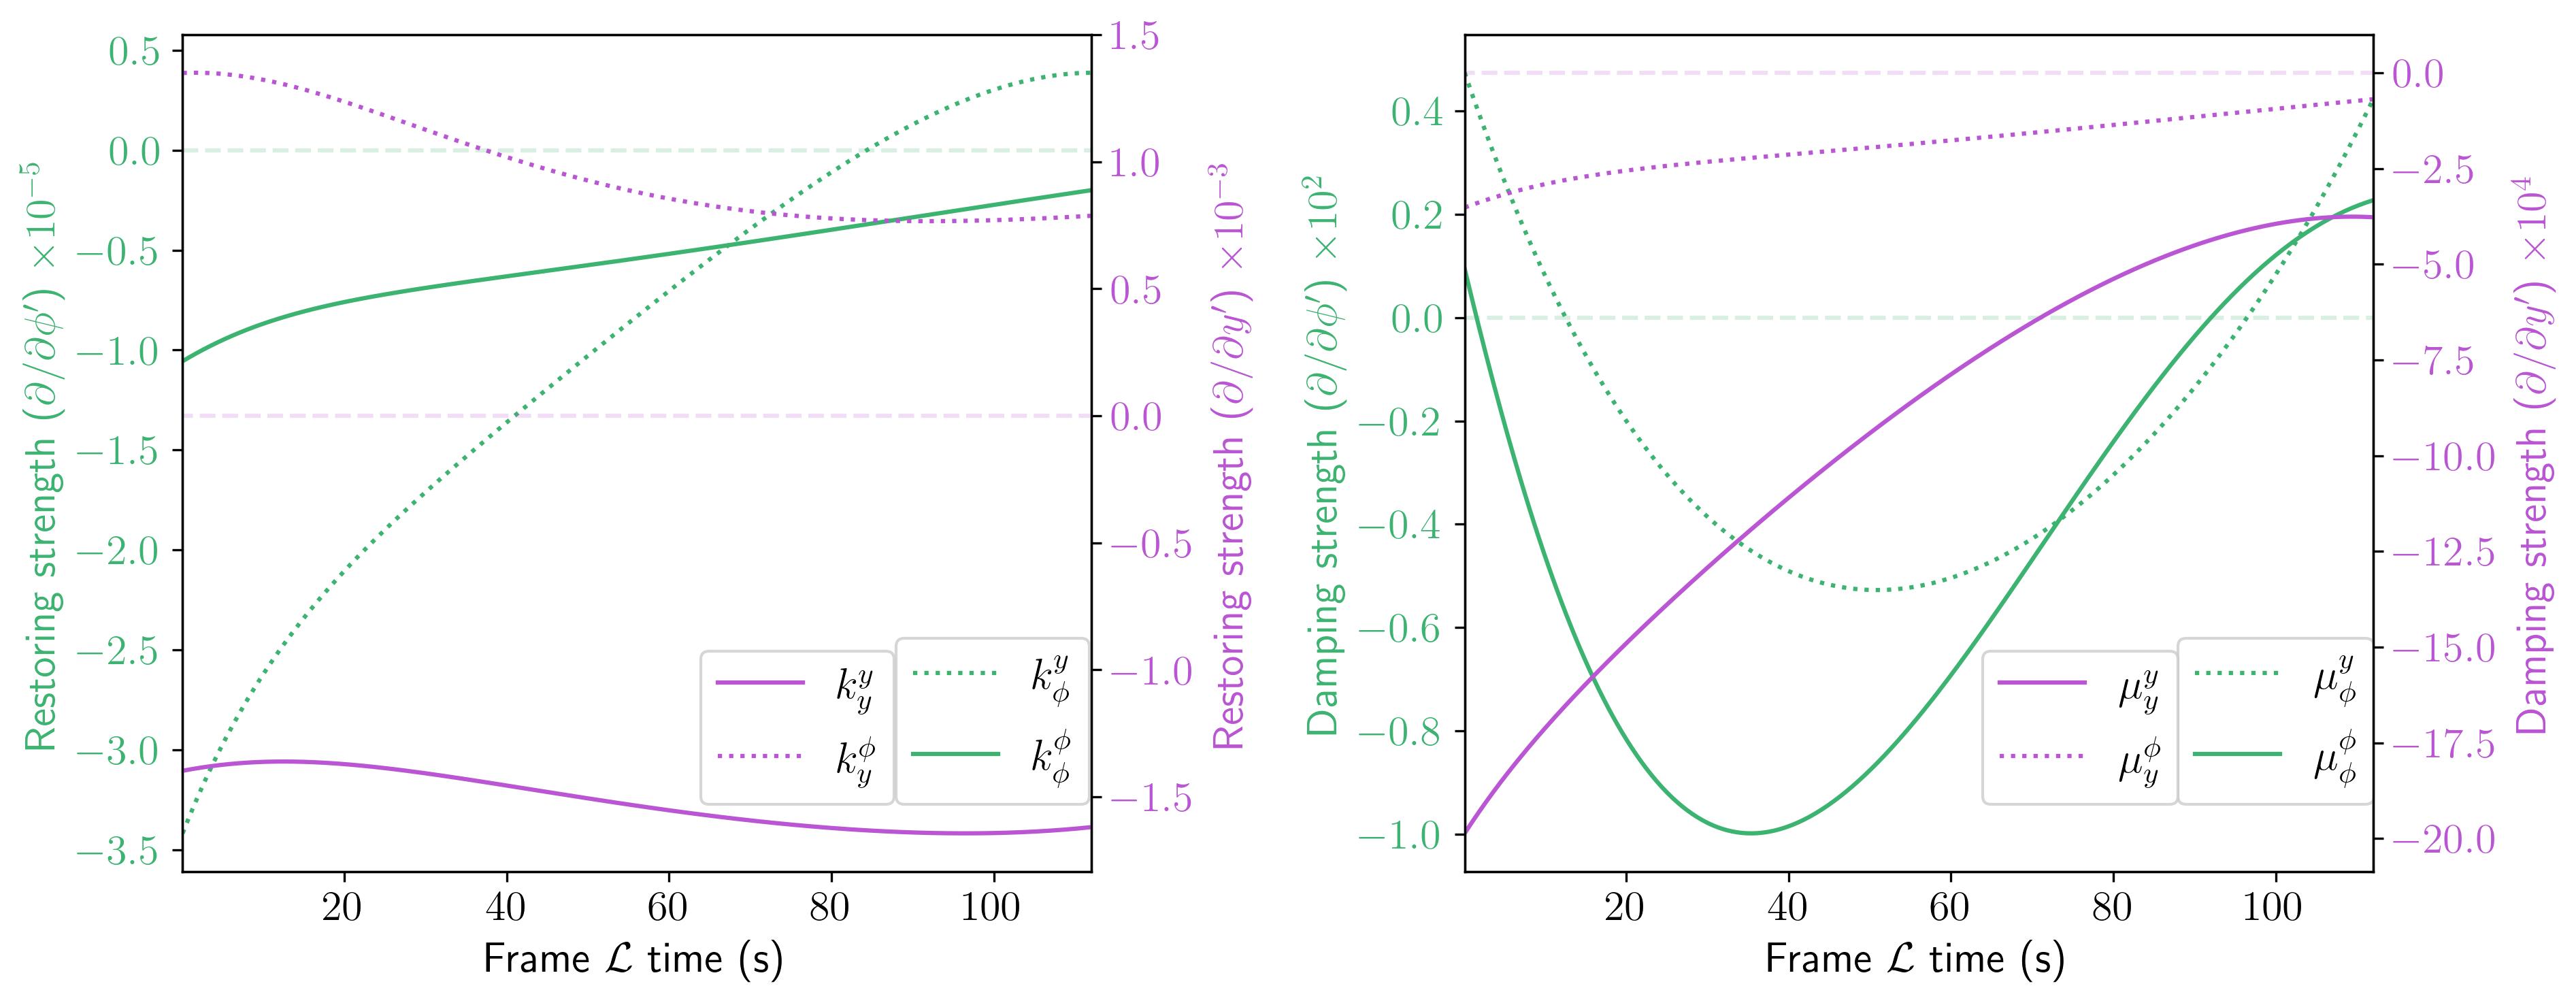 Restoring strength (∂/∂ϕ′) ×10⁻⁵
0.5
0.0
−0.5
−1.0
−1.5
−2.0
−2.5
−3.0
−3.5
20 40 60 80 100
Frame ℒ time (s)
k_y^y
k_y^ϕ
k_ϕ^y
k_ϕ^ϕ
1.5
1.0
0.5
0.0
−0.5
−1.0
−1.5
Restoring strength (∂/∂y′) ×10⁻³
Damping strength (∂/∂ϕ′) ×10²
0.4
0.2
0.0
−0.2
−0.4
−0.6
−0.8
−1.0
20 40 60 80 100
Frame ℒ time (s)
μ_y^y
μ_y^ϕ
μ_ϕ^y
μ_ϕ^ϕ
0.0
−2.5
−5.0
−7.5
−10.0
−12.5
−15.0
−17.5
−20.0
Damping strength (∂/∂y′) ×10⁴